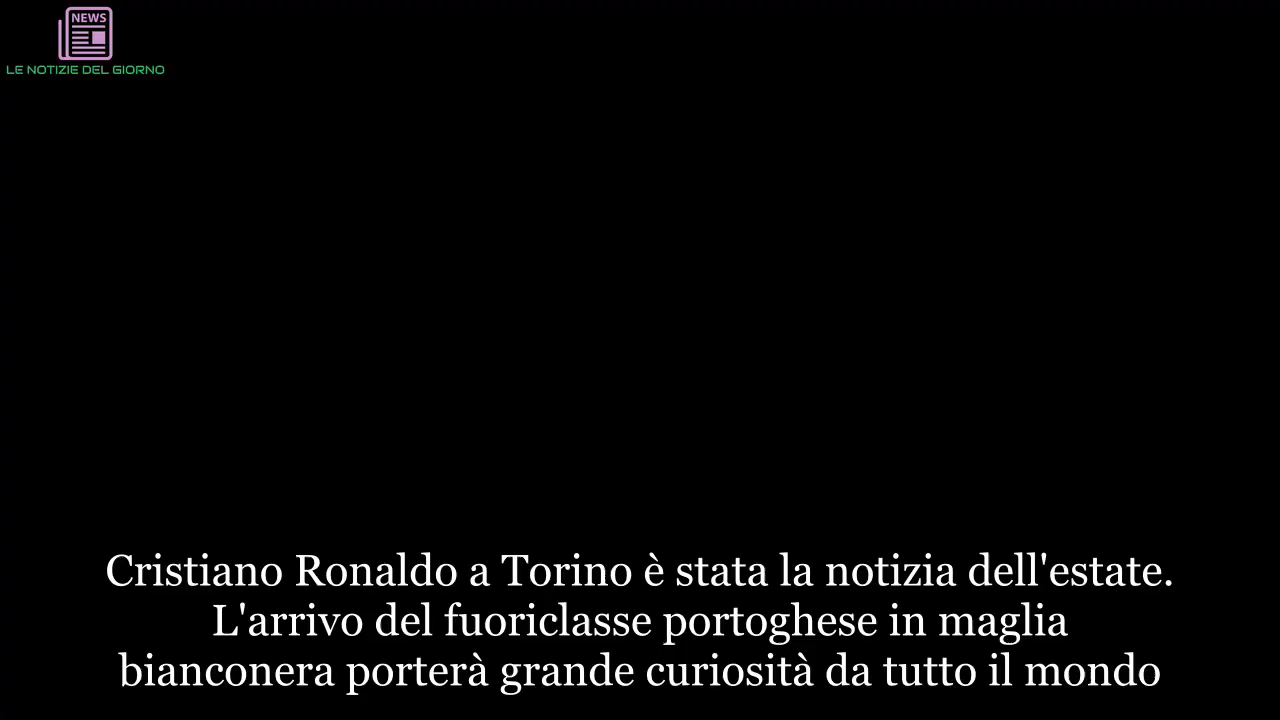 NEWS
LE NOTIZIE DEL GIORNO
Cristiano Ronaldo a Torino è stata la notizia dell'estate.
L'arrivo del fuoriclasse portoghese in maglia
bianconera porterà grande curiosità da tutto il mondo